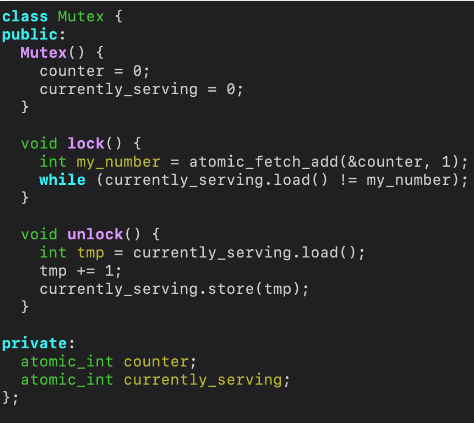 class Mutex {
public:
  Mutex() {
    counter = 0;
    currently_serving = 0;
  }

  void lock() {
    int my_number = atomic_fetch_add(&counter, 1);
    while (currently_serving.load() != my_number);
  }

  void unlock() {
    int tmp = currently_serving.load();
    tmp += 1;
    currently_serving.store(tmp);
  }

private:
  atomic_int counter;
  atomic_int currently_serving;
};